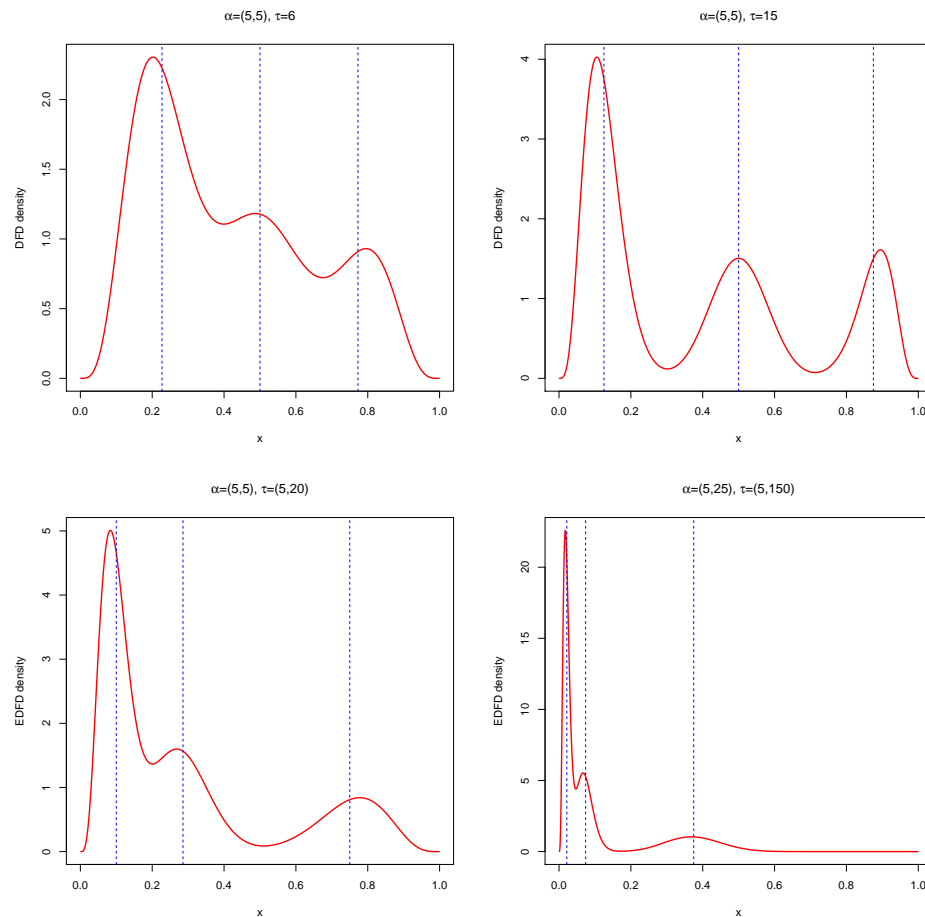 α=(5,5), τ=6
DFD density
0.0 0.5 1.0 1.5 2.0
0.0 0.2 0.4 0.6 0.8 1.0
x
α=(5,5), τ=15
DFD density
0 1 2 3 4
0.0 0.2 0.4 0.6 0.8 1.0
x
α=(5,5), τ=(5,20)
EDFD density
0 1 2 3 4 5
0.0 0.2 0.4 0.6 0.8 1.0
x
α=(5,25), τ=(5,150)
EDFD density
0 5 10 15 20
0.0 0.2 0.4 0.6 0.8 1.0
x